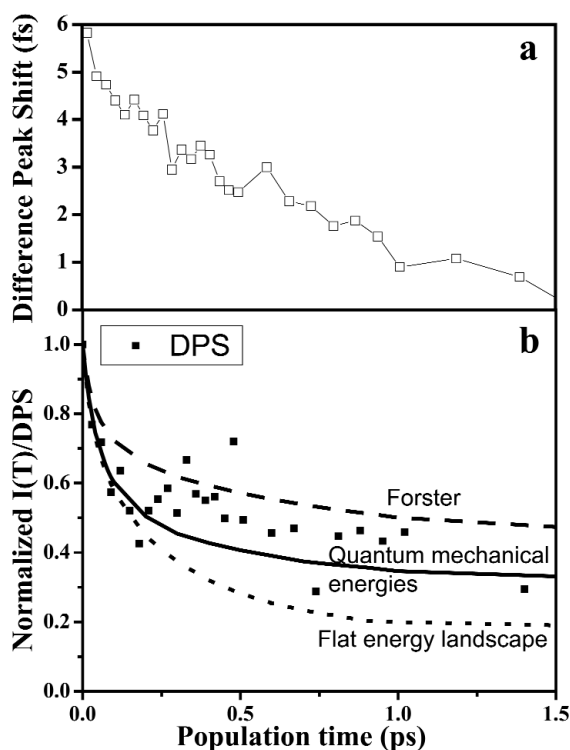 Difference Peak Shift (fs)
6
5
4
3
2
1
0
a
Normalized I(T)/DPS
1.0
0.8
0.6
0.4
0.2
0.0
DPS
b
Forster
Quantum mechanical
energies
Flat energy landscape
0.0
0.5
1.0
1.5
Population time (ps)